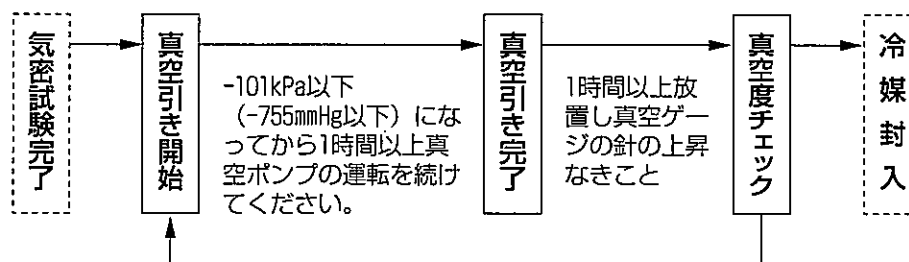 気密試験完了
真空引き開始
-101kPa以下
(-755mmHg以下)にな
ってから1時間以上真
空ポンプの運転を続け
てください。
真空引き完了
1時間以上放
置し真空ゲー
ジの針の上昇
なきこと
真空度チェック
冷媒封入